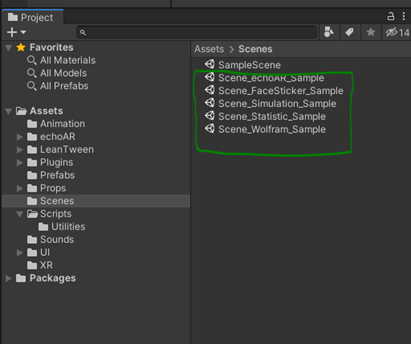 Project
14
Favorites
All Materials
All Models
All Prefabs
Assets
Animation
echoAR
LeanTween
Plugins
Prefabs
Props
Scenes
Scripts
Utilities
Sounds
UI
XR
Packages
Assets > Scenes
SampleScene
Scene_echoAR_Sample
Scene_FaceSticker_Sample
Scene_Simulation_Sample
Scene_Statistic_Sample
Scene_Wolfram_Sample